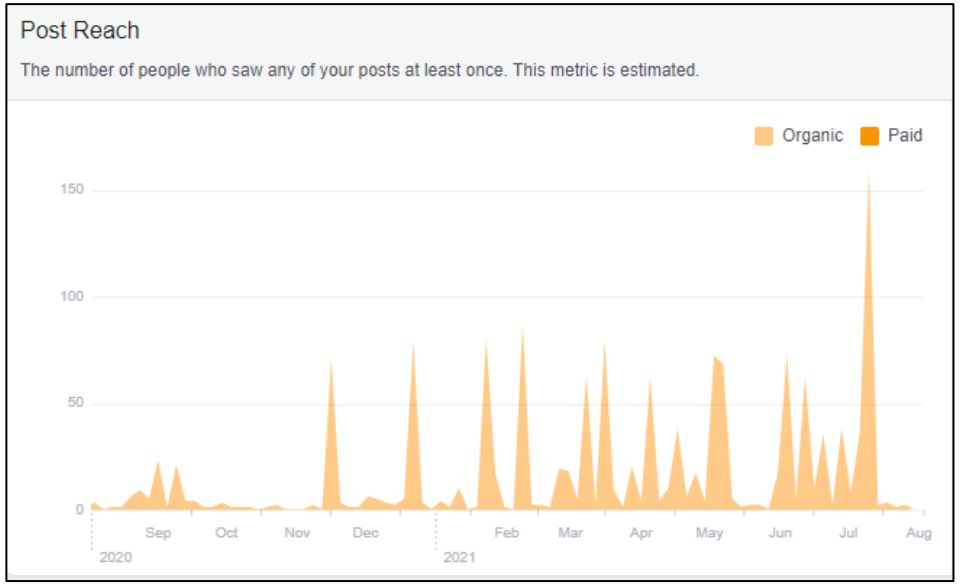 Post Reach
The number of people who saw any of your posts at least once. This metric is estimated.
Organic Paid
150
100
50
0
Sep Oct Nov Dec Feb Mar Apr May Jun Jul Aug
2020 2021